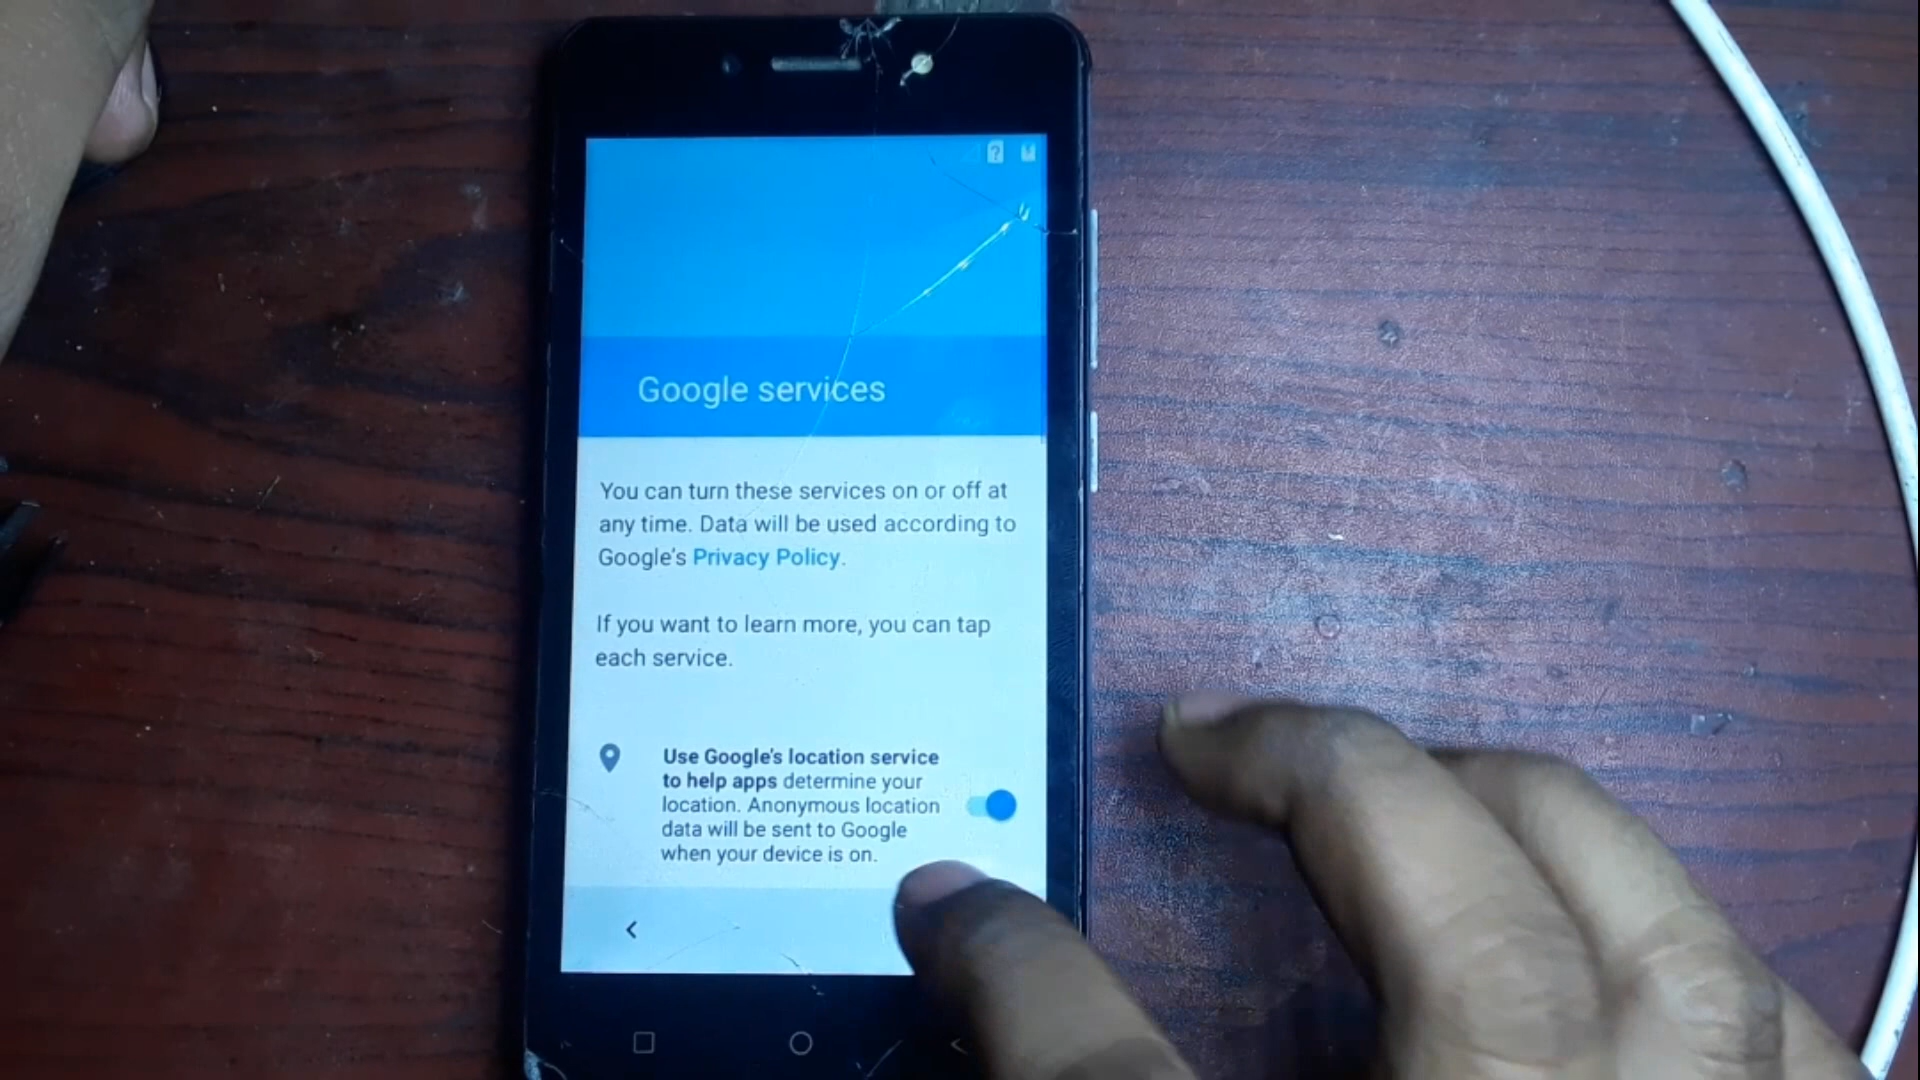 Google services
You can turn these services on or off at
any time. Data will be used according to
Google's Privacy Policy.
If you want to learn more, you can tap
each service.
Use Google's location service
to help apps determine your
location. Anonymous location
data will be sent to Google
when your device is on.